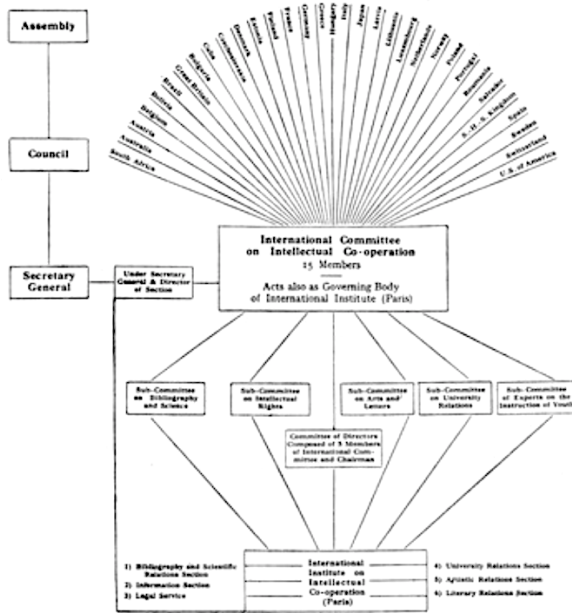 Assembly
Council
Secretary
General
Under Secretary
General & Director
of Section
South Africa
Australia
Austria
Belgium
Bolivia
Brazil
Great Britain
Bulgaria
Cuba
Czechoslovakia
Denmark
Estonia
Finland
France
Germany
Greece
Hungary
Italy
Japan
Latvia
Lithuania
Luxembourg
Netherlands
Norway
Poland
Portugal
Roumania
Salvador
S.-H.-S. Kingdom
Spain
Sweden
Switzerland
U.S. of America
International Committee
on Intellectual Co-operation
15 Members
Acts also as Governing Body
of International Institute (Paris)
Sub-Committee
on Bibliography
and Science
Sub-Committee
on Intellectual
Rights
Sub-Committee
on Arts and
Letters
Sub-Committee
on University
Relations
Sub-Committee
of Experts on the
Instruction of Youth
Committee of Directors
Composed of 5 Members
of International Com-
mittee and Chairman
1) Bibliography and Scientific
Relations Section
2) Information Section
3) Legal Service
International
Institute on
Intellectual
Co-operation
(Paris)
4) University Relations Section
5) Artistic Relations Section
6) Literary Relations Section